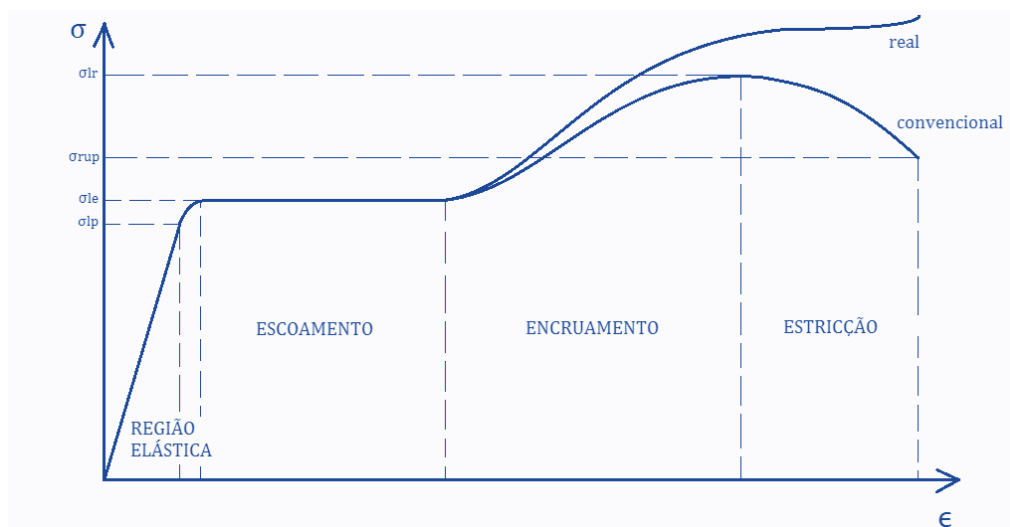 σ
real
σlr
convencional
σrup
σle
σlp
ESCOAMENTO
ENCRUAMENTO
ESTRICÇÃO
REGIÃO
ELÁSTICA
ϵ